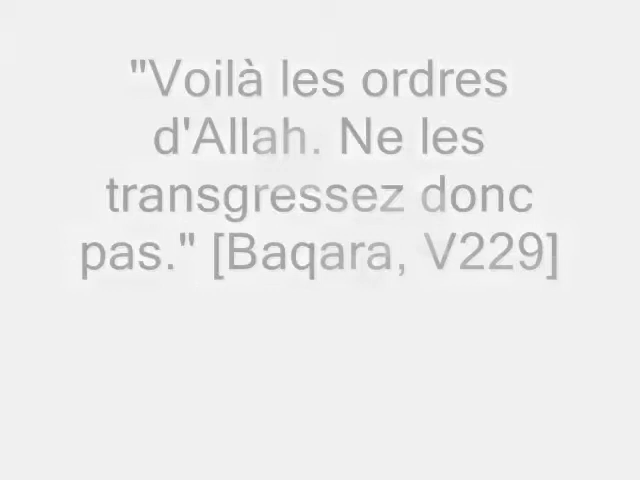 "Voilà les ordres
d'Allah. Ne les
transgressez donc
pas." [Baqara, V229]